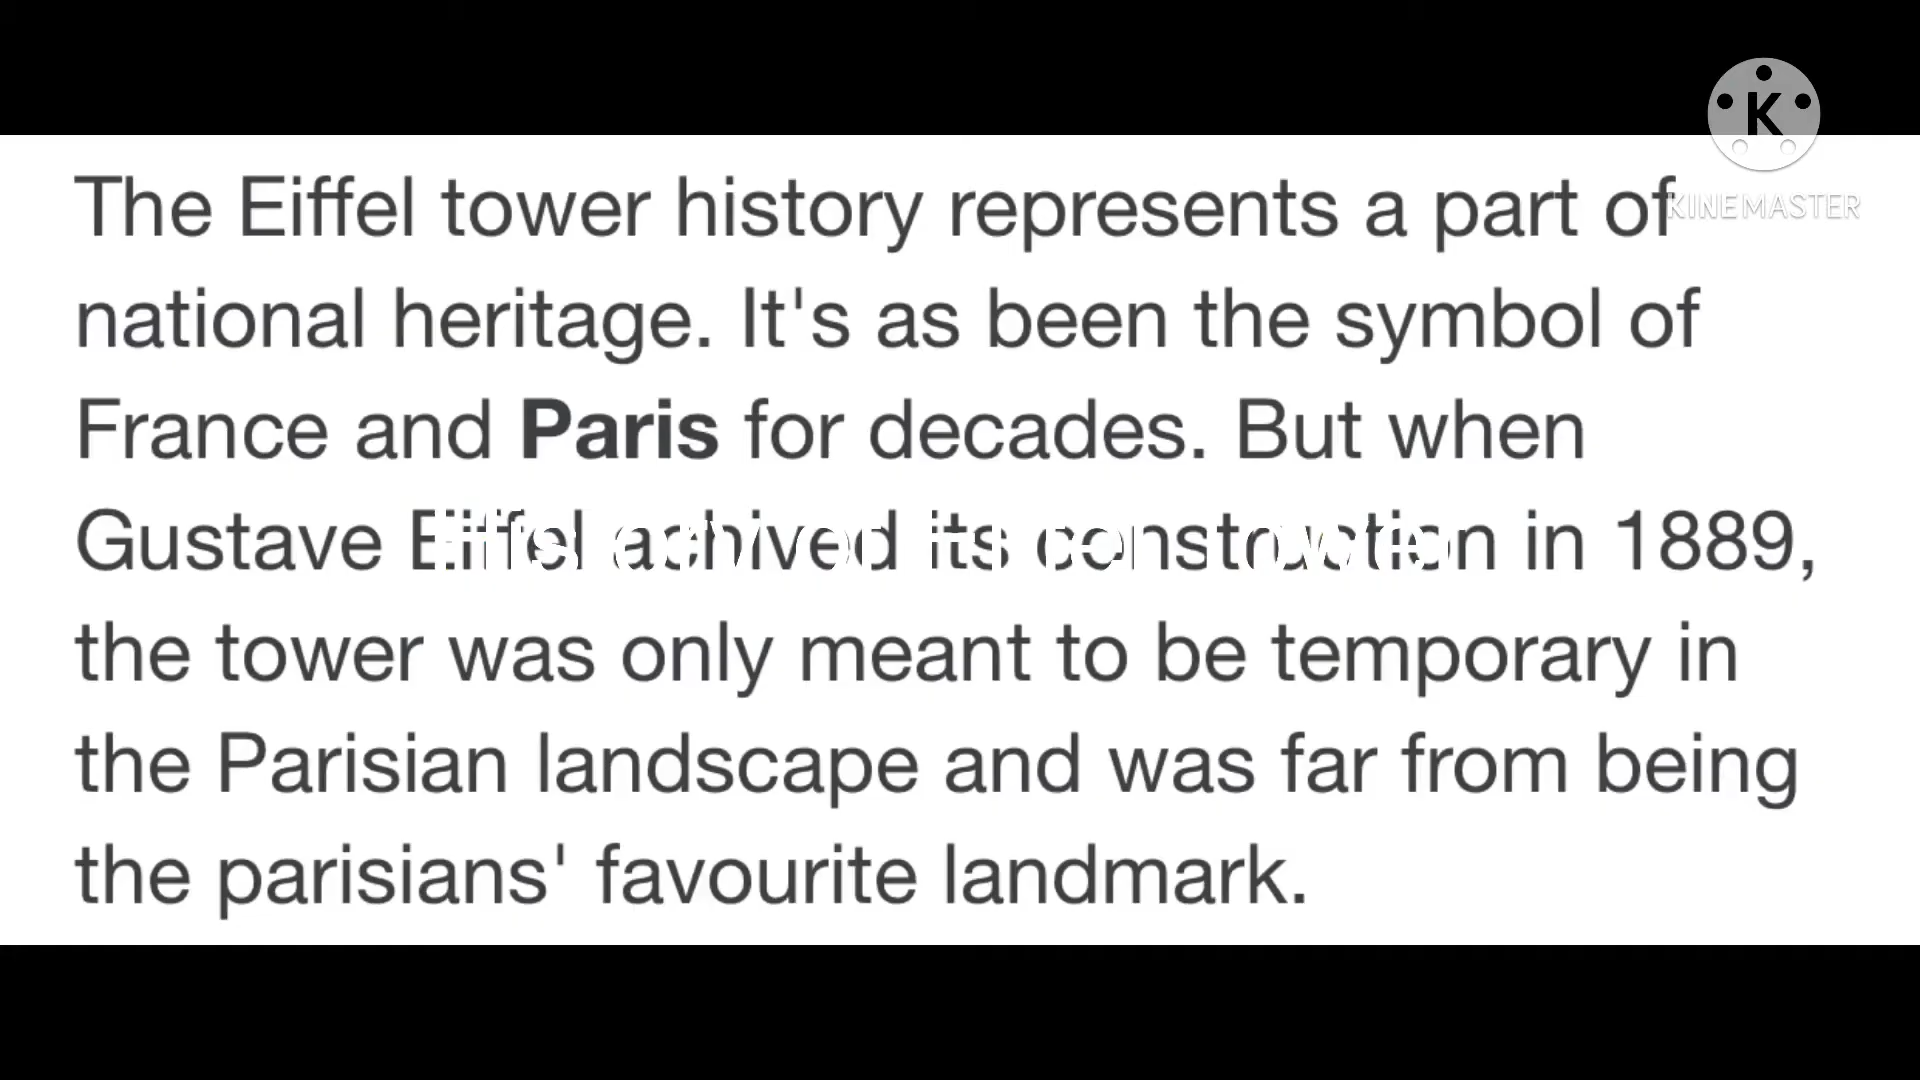 K
KINEMASTER
The Eiffel tower history represents a part of
national heritage. It's as been the symbol of
France and Paris for decades. But when
Gustave Eiffel achived its constrution in 1889,
the tower was only meant to be temporary in
the Parisian landscape and was far from being
the parisians' favourite landmark.